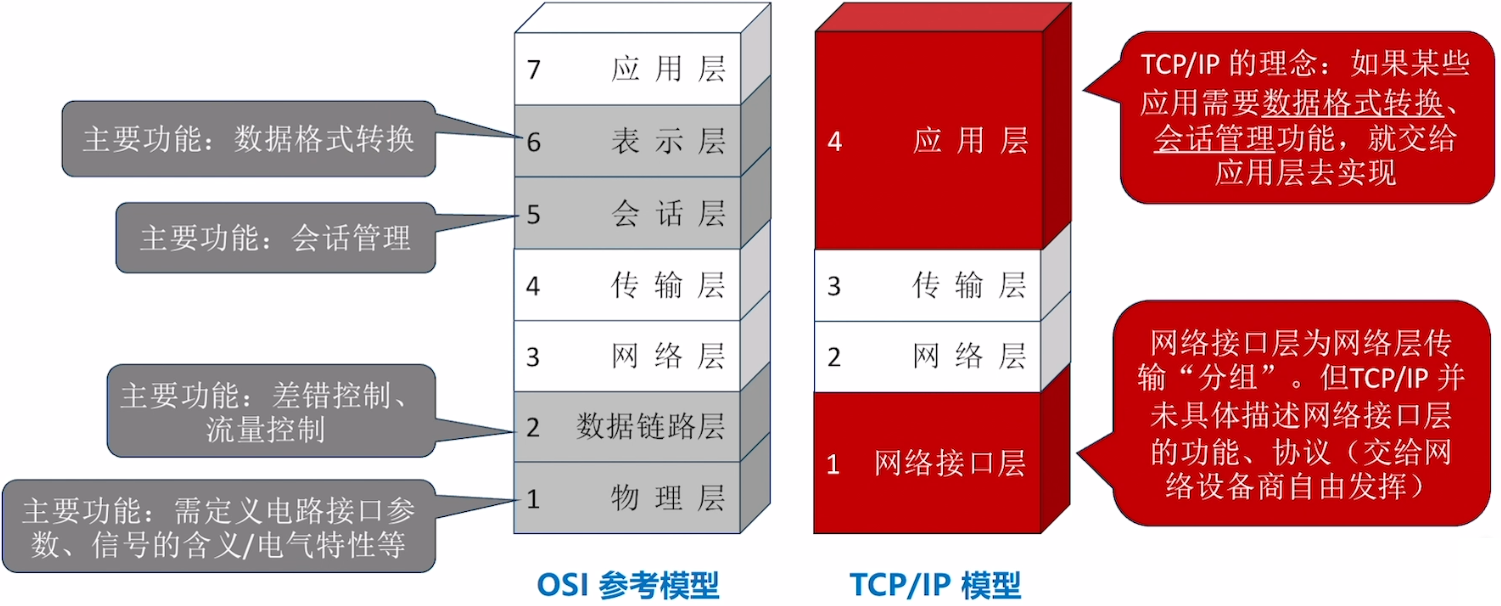 7 应用层
主要功能：数据格式转换
6 表示层
主要功能：会话管理
5 会话层
4 传输层
3 网络层
主要功能：差错控制、
流量控制
2 数据链路层
主要功能：需定义电路接口参
数、信号的含义/电气特性等
1 物理层
OSI 参考模型
4 应用层
3 传输层
2 网络层
1 网络接口层
TCP/IP 模型
TCP/IP 的理念：如果某些
应用需要数据格式转换、
会话管理功能，就交给
应用层去实现
网络接口层为网络层传
输“分组”。但TCP/IP 并
未具体描述网络接口层
的功能、协议（交给网
络设备商自由发挥）